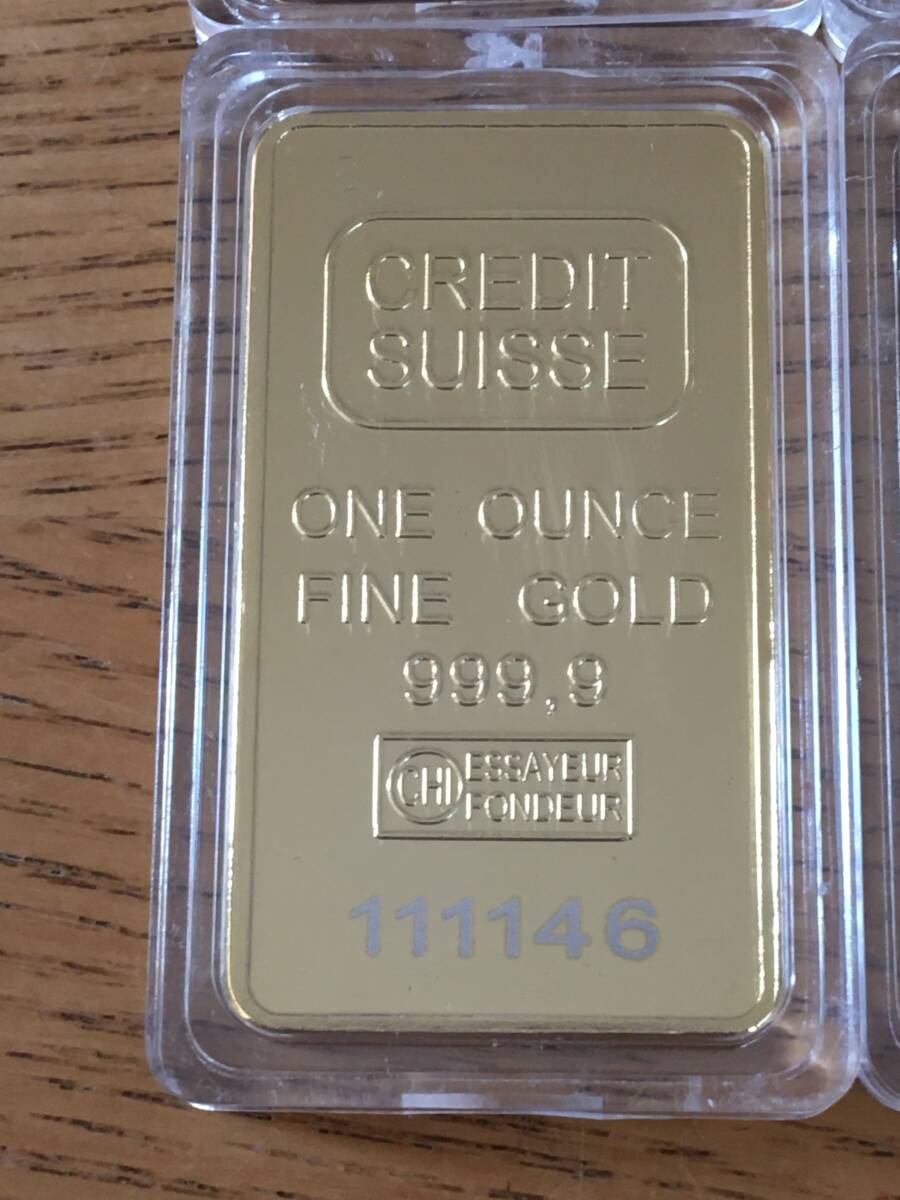 CREDIT
SUISSE
ONE OUNCE
FINE GOLD
999,9
CHI ESSAYEUR
FONDEUR
111146